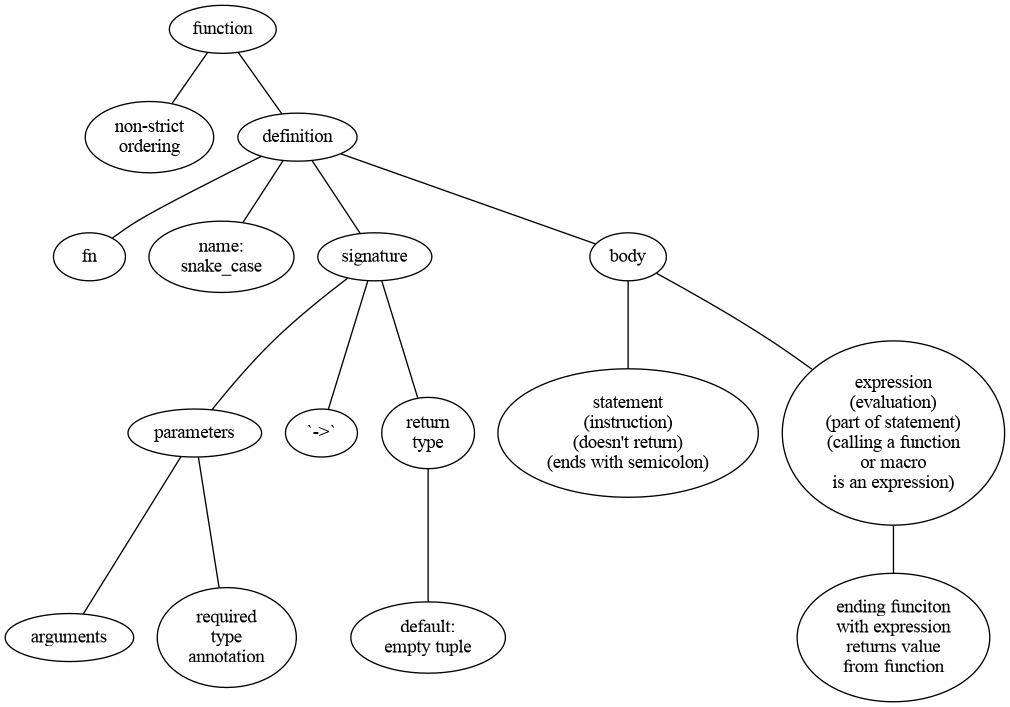 function
non-strict
ordering
definition
fn
name:
snake_case
signature
body
parameters
`->`
return
type
statement
(instruction)
(doesn't return)
(ends with semicolon)
expression
(evaluation)
(part of statement)
(calling a function
or macro
is an expression)
arguments
required
type
annotation
default:
empty tuple
ending funciton
with expression
returns value
from function